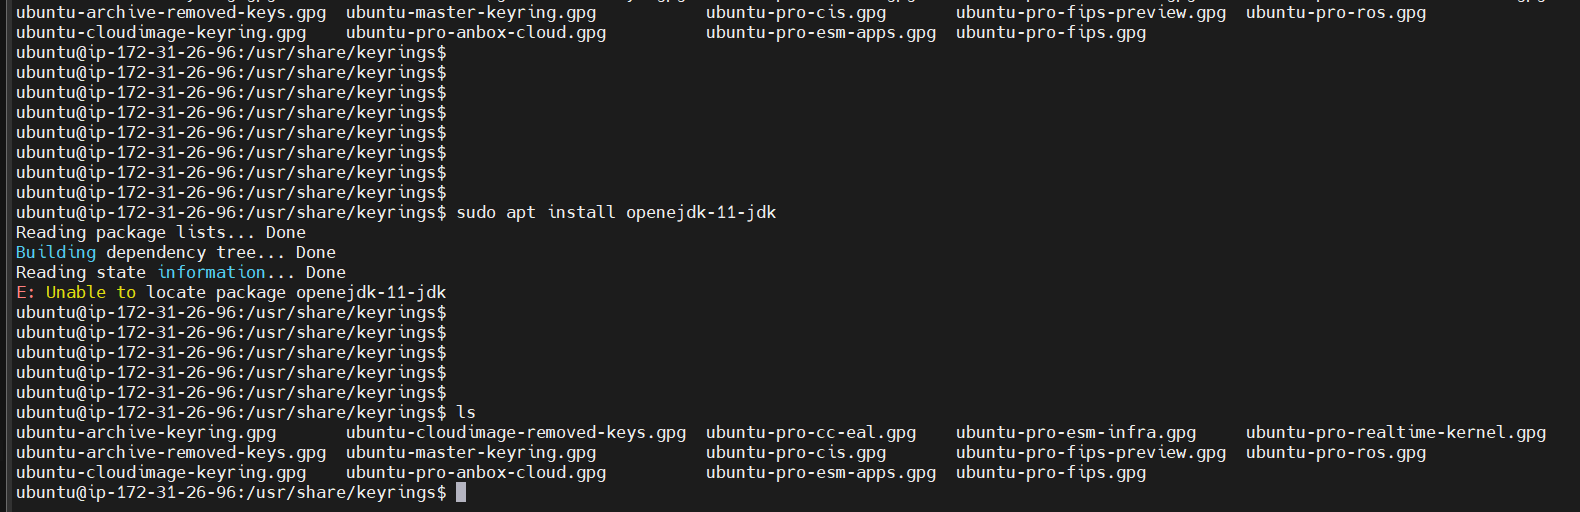 ubuntu-archive-removed-keys.gpg ubuntu-master-keyring.gpg ubuntu-pro-cis.gpg ubuntu-pro-fips-preview.gpg ubuntu-pro-ros.gpg
ubuntu-cloudimage-keyring.gpg ubuntu-pro-anbox-cloud.gpg ubuntu-pro-esm-apps.gpg ubuntu-pro-fips.gpg
ubuntu@ip-172-31-26-96:/usr/share/keyrings$
ubuntu@ip-172-31-26-96:/usr/share/keyrings$
ubuntu@ip-172-31-26-96:/usr/share/keyrings$
ubuntu@ip-172-31-26-96:/usr/share/keyrings$
ubuntu@ip-172-31-26-96:/usr/share/keyrings$
ubuntu@ip-172-31-26-96:/usr/share/keyrings$
ubuntu@ip-172-31-26-96:/usr/share/keyrings$
ubuntu@ip-172-31-26-96:/usr/share/keyrings$
ubuntu@ip-172-31-26-96:/usr/share/keyrings$ sudo apt install openejdk-11-jdk
Reading package lists... Done
Building dependency tree... Done
Reading state information... Done
E: Unable to locate package openejdk-11-jdk
ubuntu@ip-172-31-26-96:/usr/share/keyrings$
ubuntu@ip-172-31-26-96:/usr/share/keyrings$
ubuntu@ip-172-31-26-96:/usr/share/keyrings$
ubuntu@ip-172-31-26-96:/usr/share/keyrings$
ubuntu@ip-172-31-26-96:/usr/share/keyrings$
ubuntu@ip-172-31-26-96:/usr/share/keyrings$ ls
ubuntu-archive-keyring.gpg ubuntu-cloudimage-removed-keys.gpg ubuntu-pro-cc-eal.gpg ubuntu-pro-esm-infra.gpg ubuntu-pro-realtime-kernel.gpg
ubuntu-archive-removed-keys.gpg ubuntu-master-keyring.gpg ubuntu-pro-cis.gpg ubuntu-pro-fips-preview.gpg ubuntu-pro-ros.gpg
ubuntu-cloudimage-keyring.gpg ubuntu-pro-anbox-cloud.gpg ubuntu-pro-esm-apps.gpg ubuntu-pro-fips.gpg
ubuntu@ip-172-31-26-96:/usr/share/keyrings$